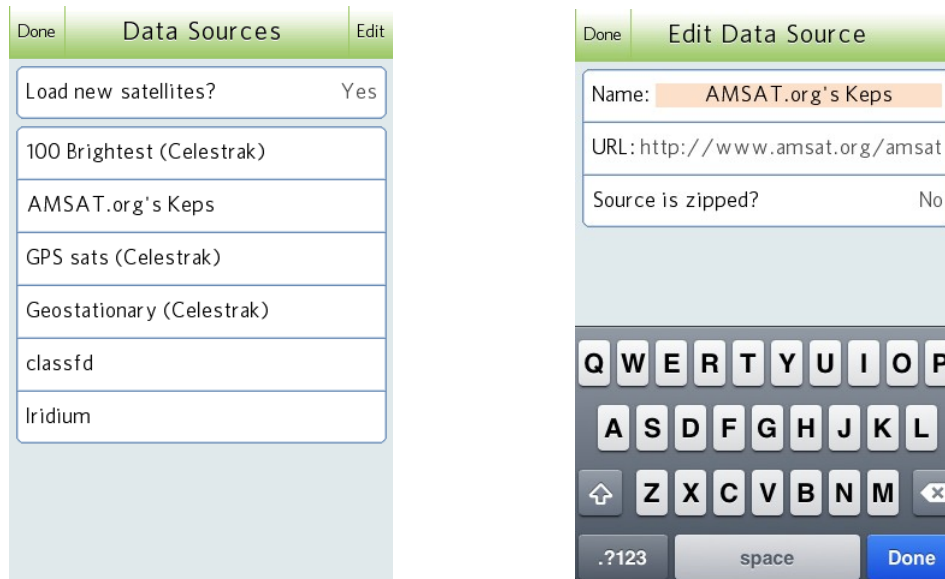 Done Data Sources Edit
Load new satellites? Yes
100 Brightest (Celestrak)
AMSAT.org's Keps
GPS sats (Celestrak)
Geostationary (Celestrak)
classfd
Iridium
Done Edit Data Source
Name: AMSAT.org's Keps
URL: http://www.amsat.org/amsat
Source is zipped? No
Q W E R T Y U I O P
A S D F G H J K L
Z X C V B N M
.?123 space Done